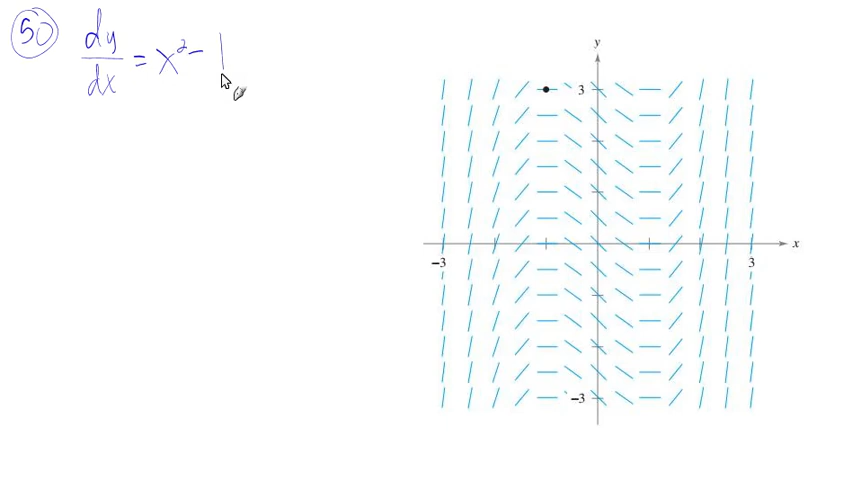 50 dy/dx = x² - 1
y
3
-3 3 x
-3